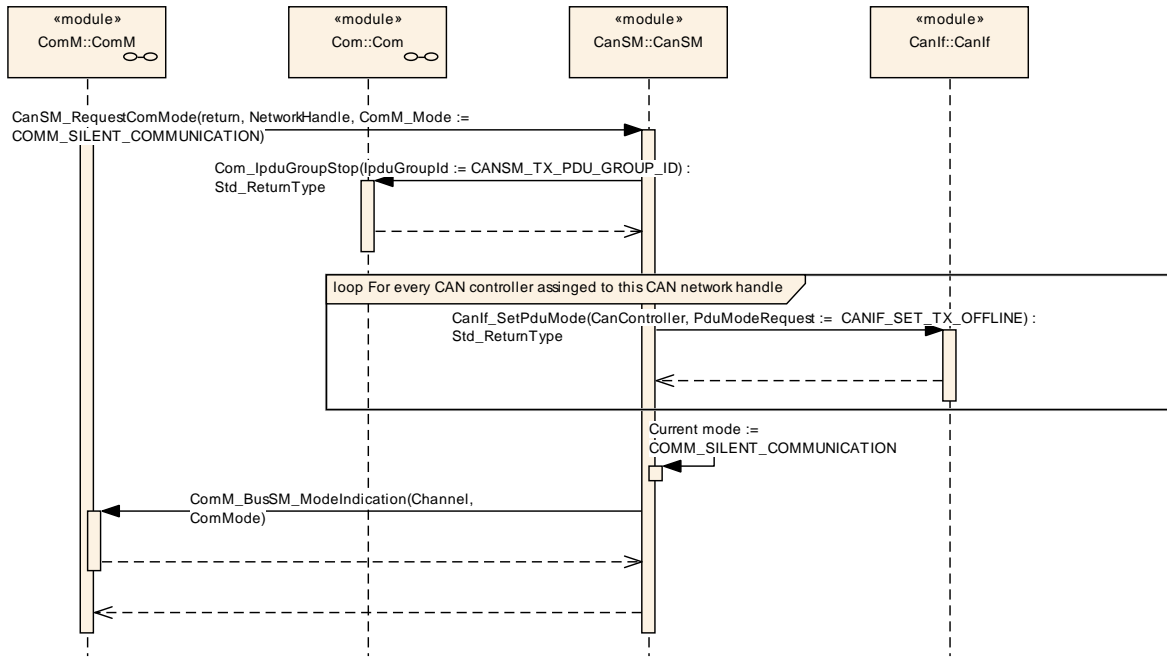 «module»
ComM::ComM
«module»
Com::Com
«module»
CanSM::CanSM
«module»
CanIf::CanIf
CanSM_RequestComMode(return, NetworkHandle, ComM_Mode :=
COMM_SILENT_COMMUNICATION)
Com_IpduGroupStop(IpduGroupId := CANSM_TX_PDU_GROUP_ID) :
Std_ReturnType
loop For every CAN controller assinged to this CAN network handle
CanIf_SetPduMode(CanController, PduModeRequest := CANIF_SET_TX_OFFLINE) :
Std_ReturnType
Current mode :=
COMM_SILENT_COMMUNICATION
ComM_BusSM_ModeIndication(Channel,
ComMode)